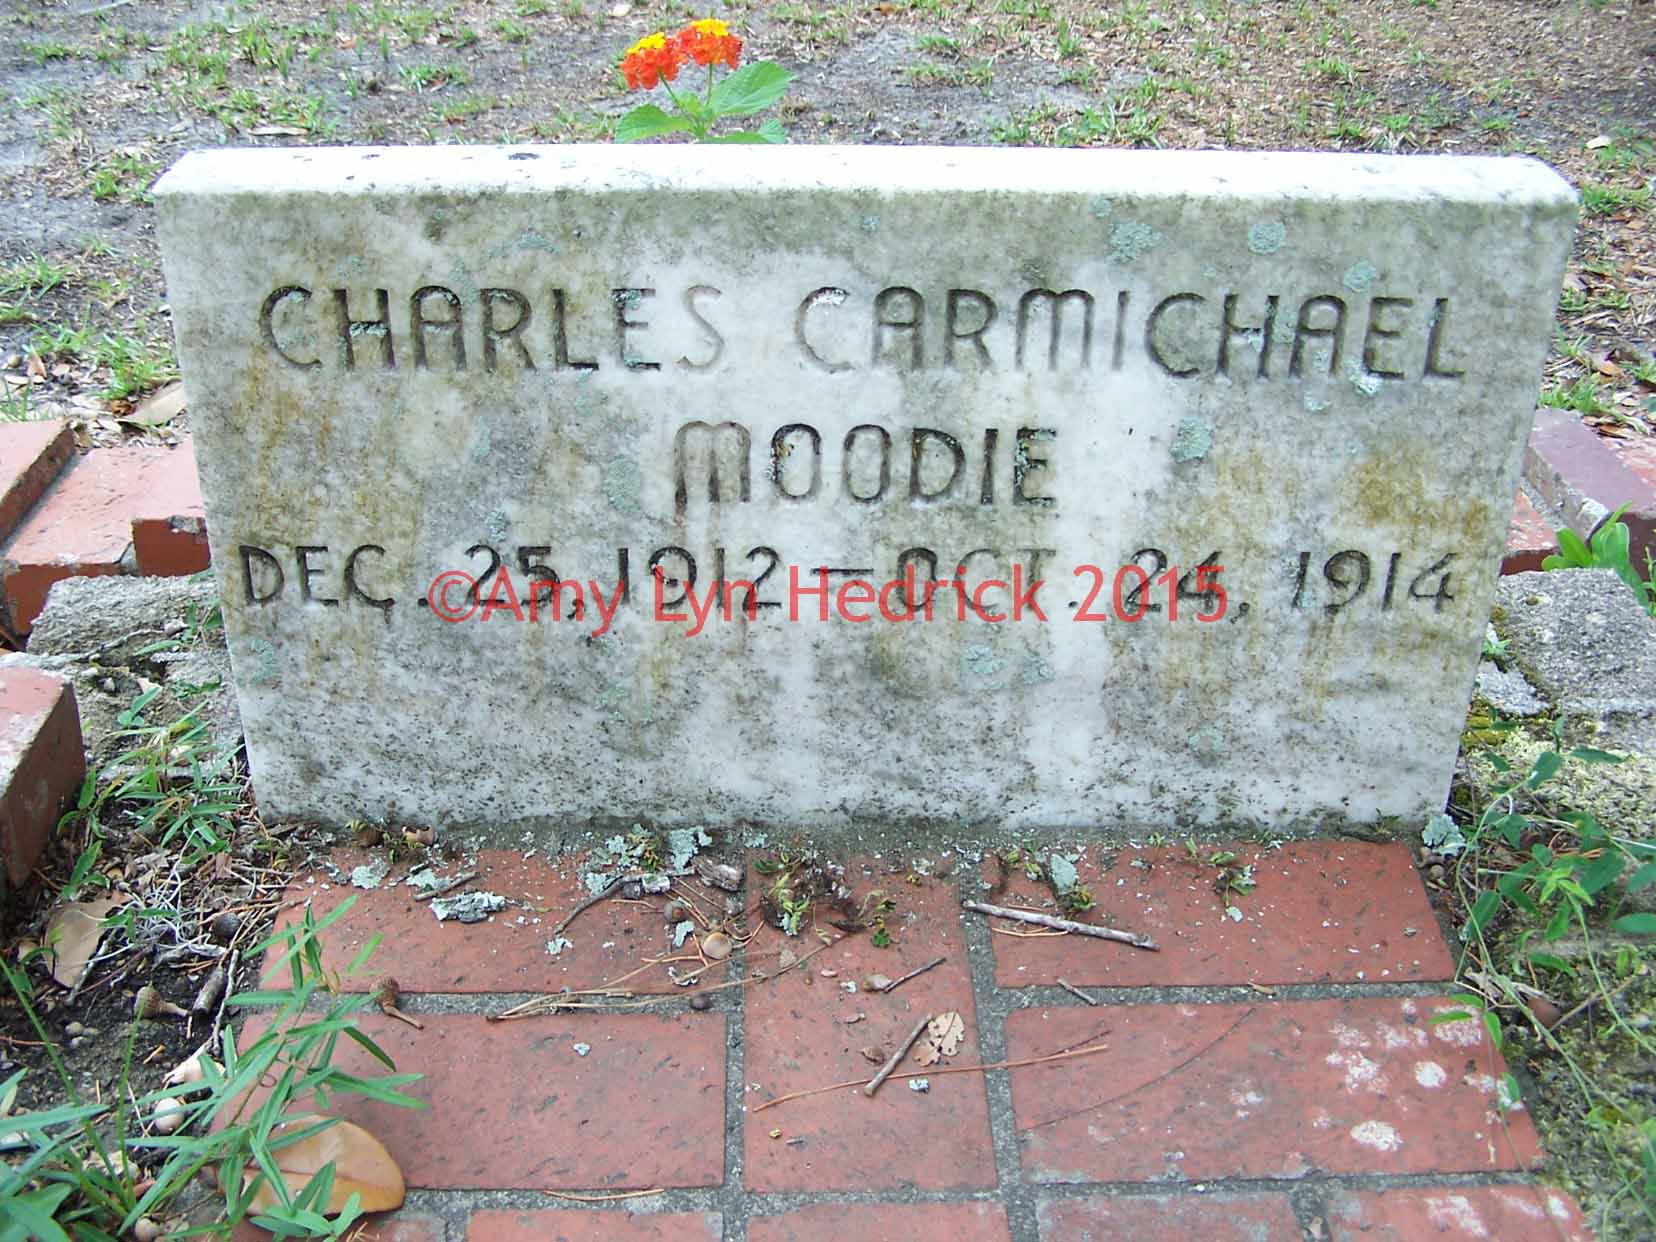 CHARLES CARMICHAEL
MOODIE
DEC. 25, 1912 — OCT. 24, 1914
©Amy Lyn Hedrick 2015